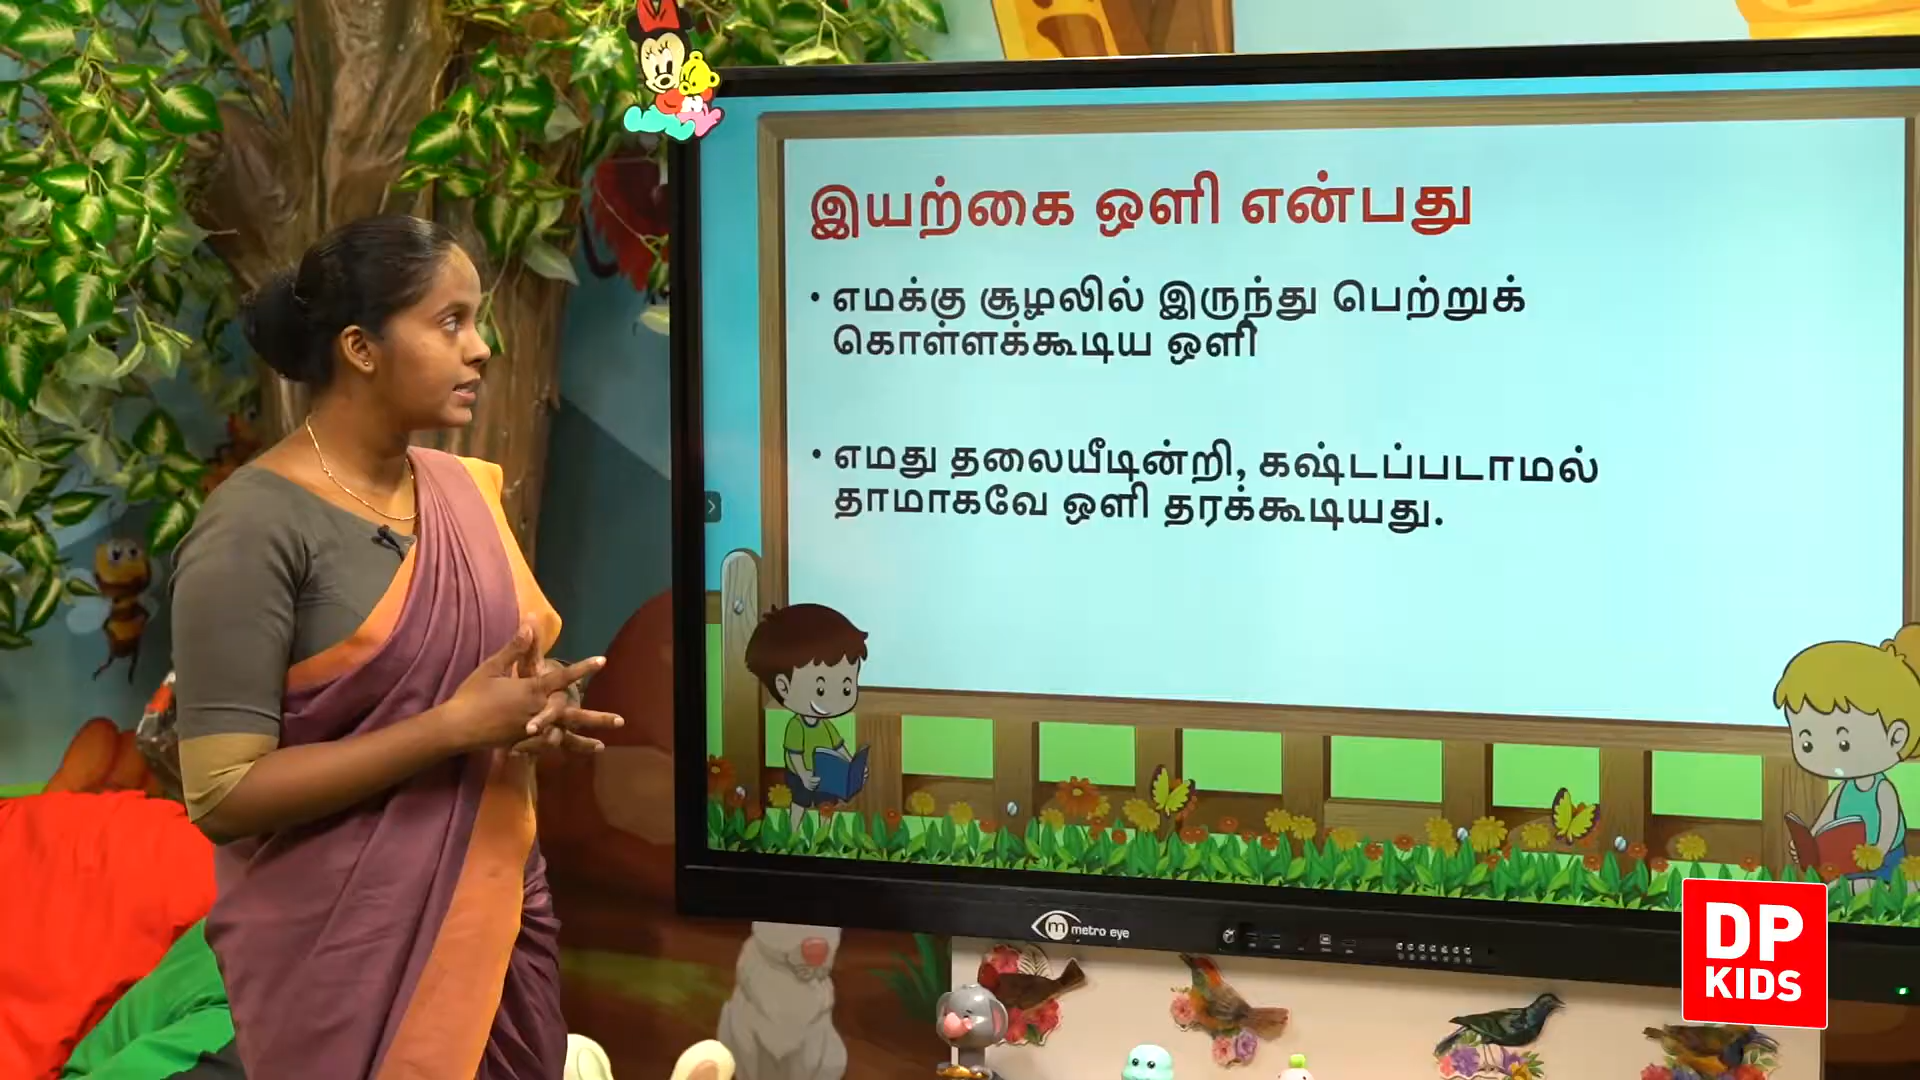 இயற்கை ஒளி என்பது
• எமக்கு சூழலில் இருந்து பெற்றுக்
கொள்ளக்கூடிய ஒளி
• எமது தலையீடின்றி, கஷ்டப்படாமல்
தாமாகவே ஒளி தரக்கூடியது.
metro eye
DP
KIDS